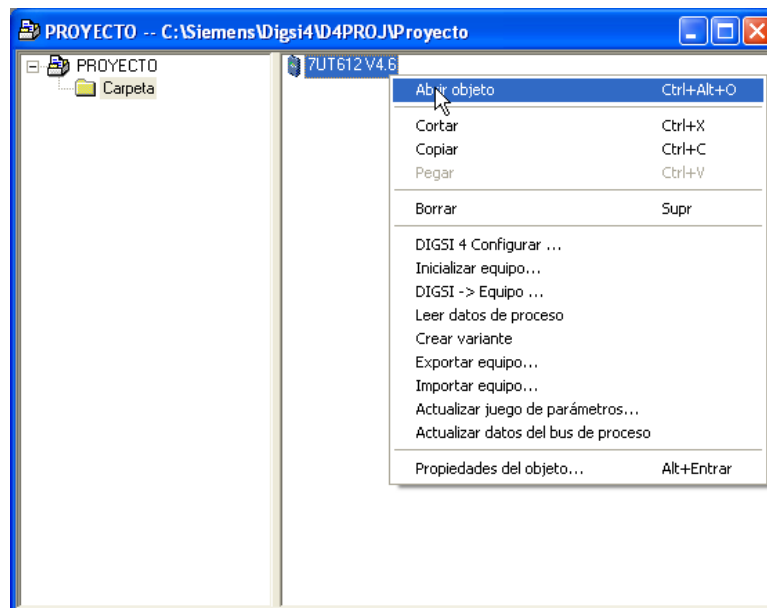 PROYECTO -- C:\Siemens\Digsi4\D4PROJ\Proyecto
PROYECTO
Carpeta
7UT612 V4.6
Abrir objeto Ctrl+Alt+O
Cortar Ctrl+X
Copiar Ctrl+C
Pegar Ctrl+V
Borrar Supr
DIGSI 4 Configurar ...
Inicializar equipo...
DIGSI -> Equipo ...
Leer datos de proceso
Crear variante
Exportar equipo...
Importar equipo...
Actualizar juego de parámetros...
Actualizar datos del bus de proceso
Propiedades del objeto... Alt+Entrar